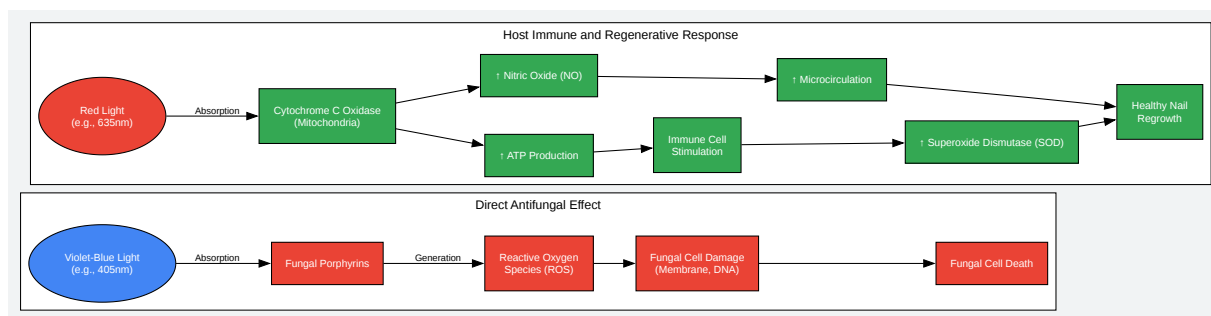 Host Immune and Regenerative Response
Red Light
(e.g., 635nm)
Absorption
Cytochrome C Oxidase
(Mitochondria)
↑ Nitric Oxide (NO)
↑ Microcirculation
↑ ATP Production
Immune Cell
Stimulation
↑ Superoxide Dismutase (SOD)
Healthy Nail
Regrowth
Direct Antifungal Effect
Violet-Blue Light
(e.g., 405nm)
Absorption
Fungal Porphyrins
Generation
Reactive Oxygen
Species (ROS)
Fungal Cell Damage
(Membrane, DNA)
Fungal Cell Death